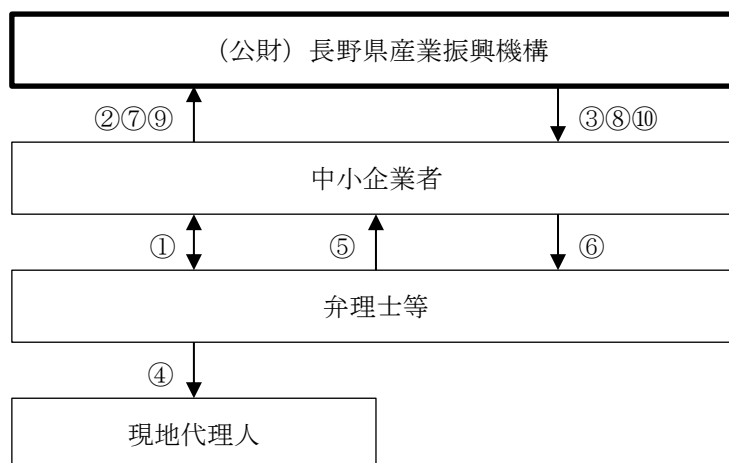 （公財）長野県産業振興機構
②⑦⑨
③⑧⑩
中小企業者
①
⑤
⑥
弁理士等
④
現地代理人